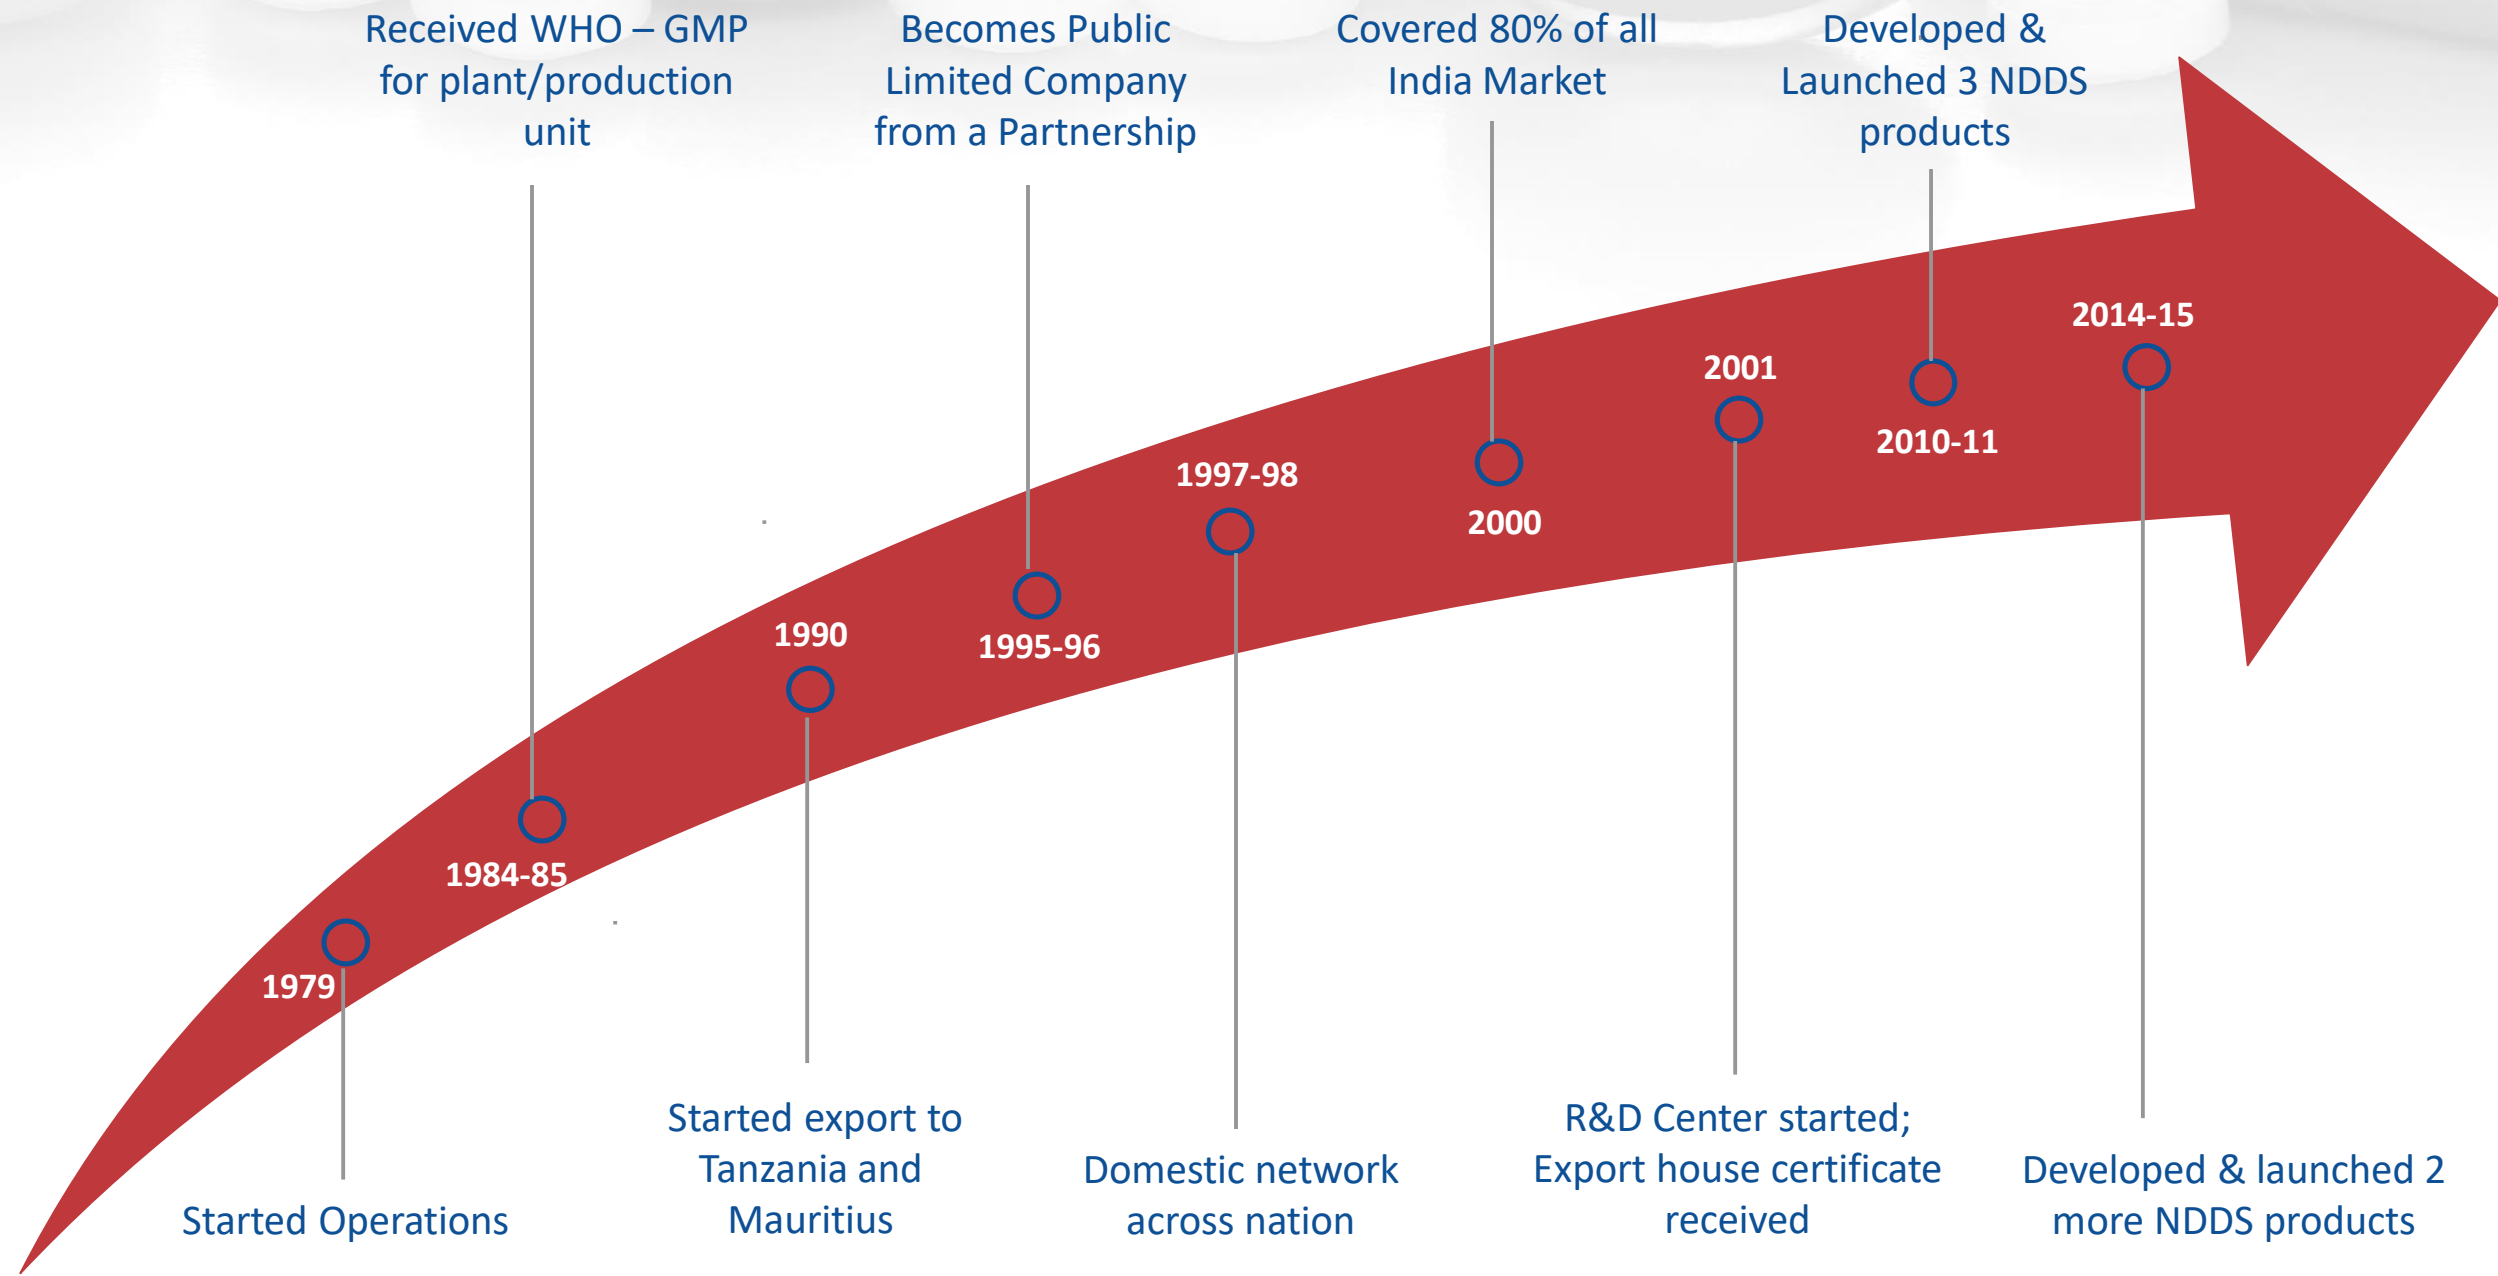 Received WHO – GMP
for plant/production
unit
Becomes Public
Limited Company
from a Partnership
Covered 80% of all
India Market
Developed &
Launched 3 NDDS
products
2014-15
2001
2010-11
1997-98
2000
1990
1995-96
1984-85
1979
Started Operations
Started export to
Tanzania and
Mauritius
Domestic network
across nation
R&D Center started;
Export house certificate
received
Developed & launched 2
more NDDS products